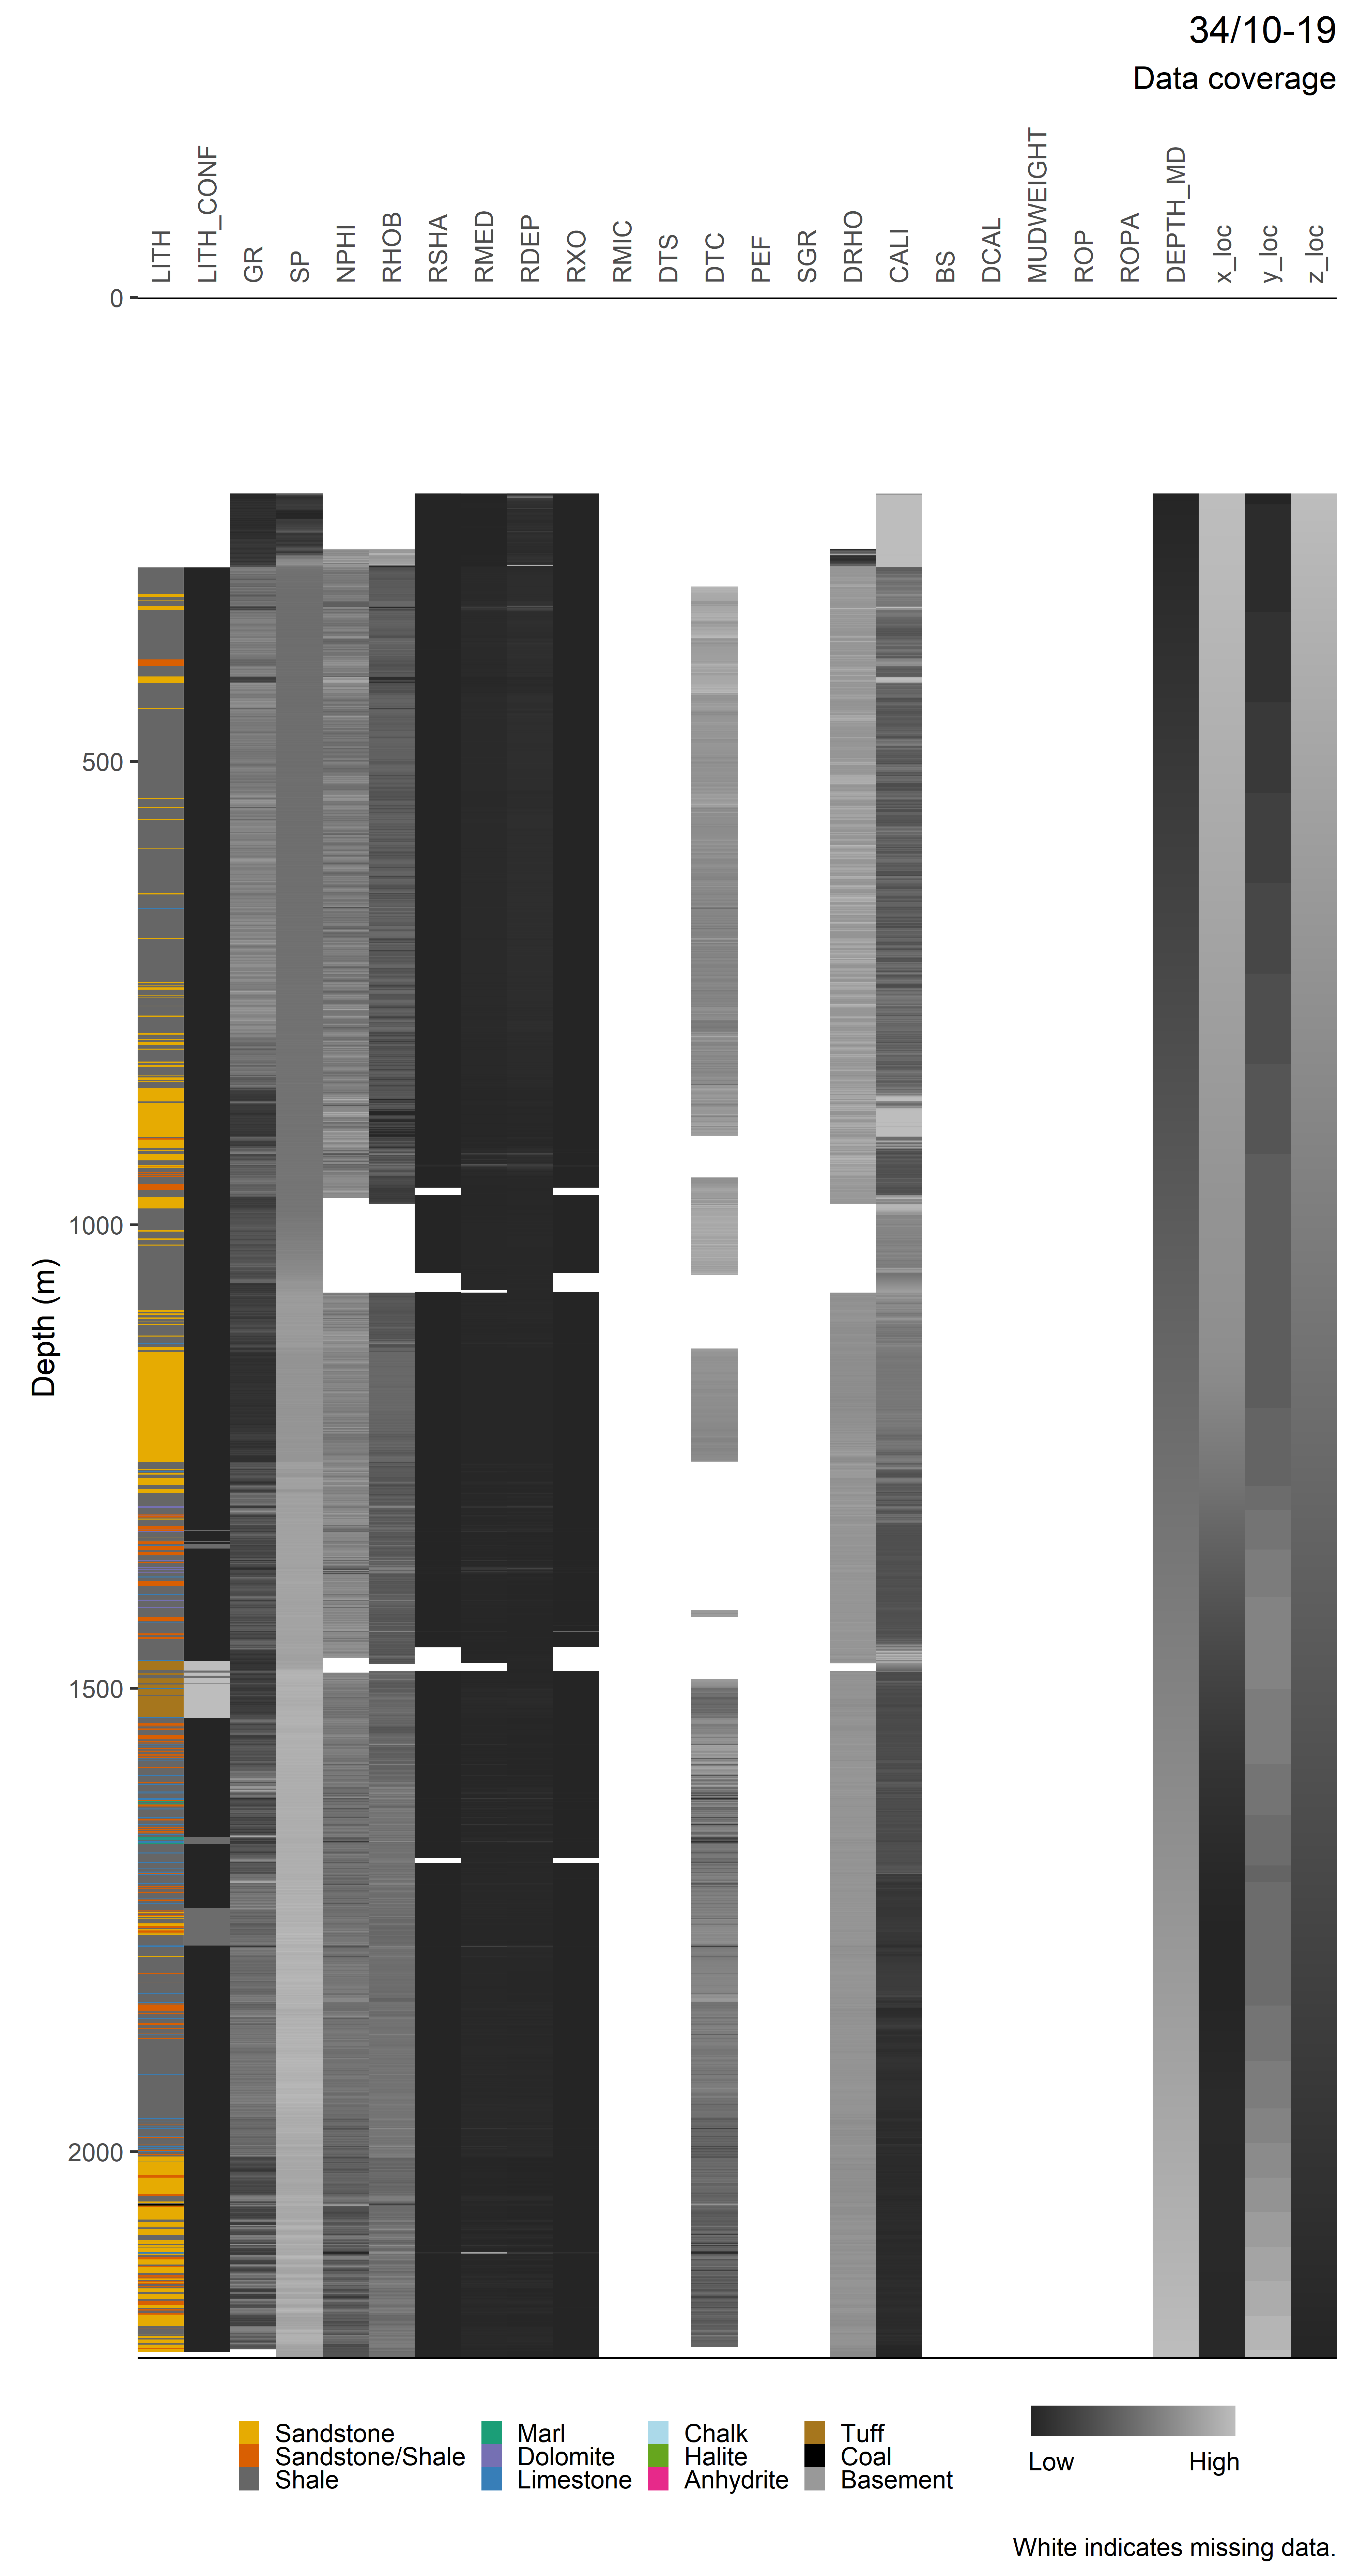 34/10-19
Data coverage
LITH
LITH_CONF
GR
SP
NPHI
RHOB
RSHA
RMED
RDEP
RXO
RMIC
DTS
DTC
PEF
SGR
DRHO
CALI
BS
DCAL
MUDWEIGHT
ROP
ROPA
DEPTH_MD
x_loc
y_loc
z_loc
0
500
1000
1500
2000
Depth (m)
Sandstone
Sandstone/Shale
Shale
Marl
Dolomite
Limestone
Chalk
Halite
Anhydrite
Tuff
Coal
Basement
Low High
White indicates missing data.